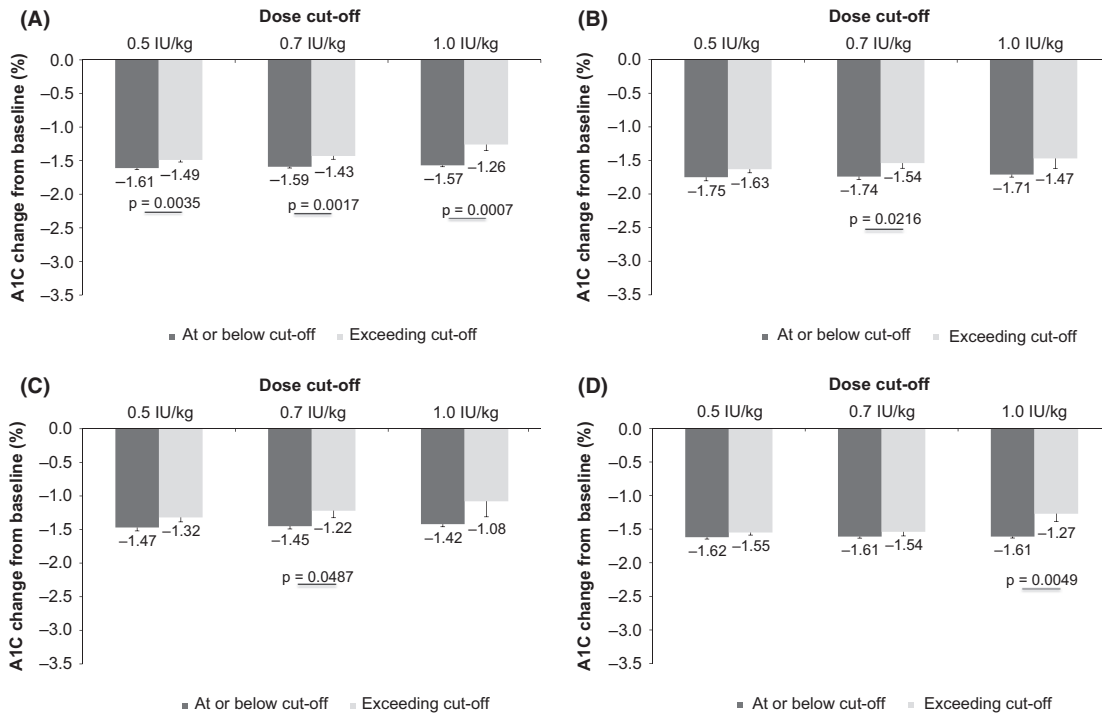 (A)
Dose cut-off
0.5 IU/kg 0.7 IU/kg 1.0 IU/kg
A1C change from baseline (%)
0.0
–0.5
–1.0
–1.5
–2.0
–2.5
–3.0
–3.5
–1.61 –1.49 –1.59 –1.43 –1.57 –1.26
p = 0.0035 p = 0.0017 p = 0.0007
At or below cut-off Exceeding cut-off
(B)
Dose cut-off
0.5 IU/kg 0.7 IU/kg 1.0 IU/kg
A1C change from baseline (%)
0.0
–0.5
–1.0
–1.5
–2.0
–2.5
–3.0
–3.5
–1.75 –1.63 –1.74 –1.54 –1.71 –1.47
p = 0.0216
At or below cut-off Exceeding cut-off
(C)
Dose cut-off
0.5 IU/kg 0.7 IU/kg 1.0 IU/kg
A1C change from baseline (%)
0.0
–0.5
–1.0
–1.5
–2.0
–2.5
–3.0
–3.5
–1.47 –1.32 –1.45 –1.22 –1.42 –1.08
p = 0.0487
At or below cut-off Exceeding cut-off
(D)
Dose cut-off
0.5 IU/kg 0.7 IU/kg 1.0 IU/kg
A1C change from baseline (%)
0.0
–0.5
–1.0
–1.5
–2.0
–2.5
–3.0
–3.5
–1.62 –1.55 –1.61 –1.54 –1.61 –1.27
p = 0.0049
At or below cut-off Exceeding cut-off